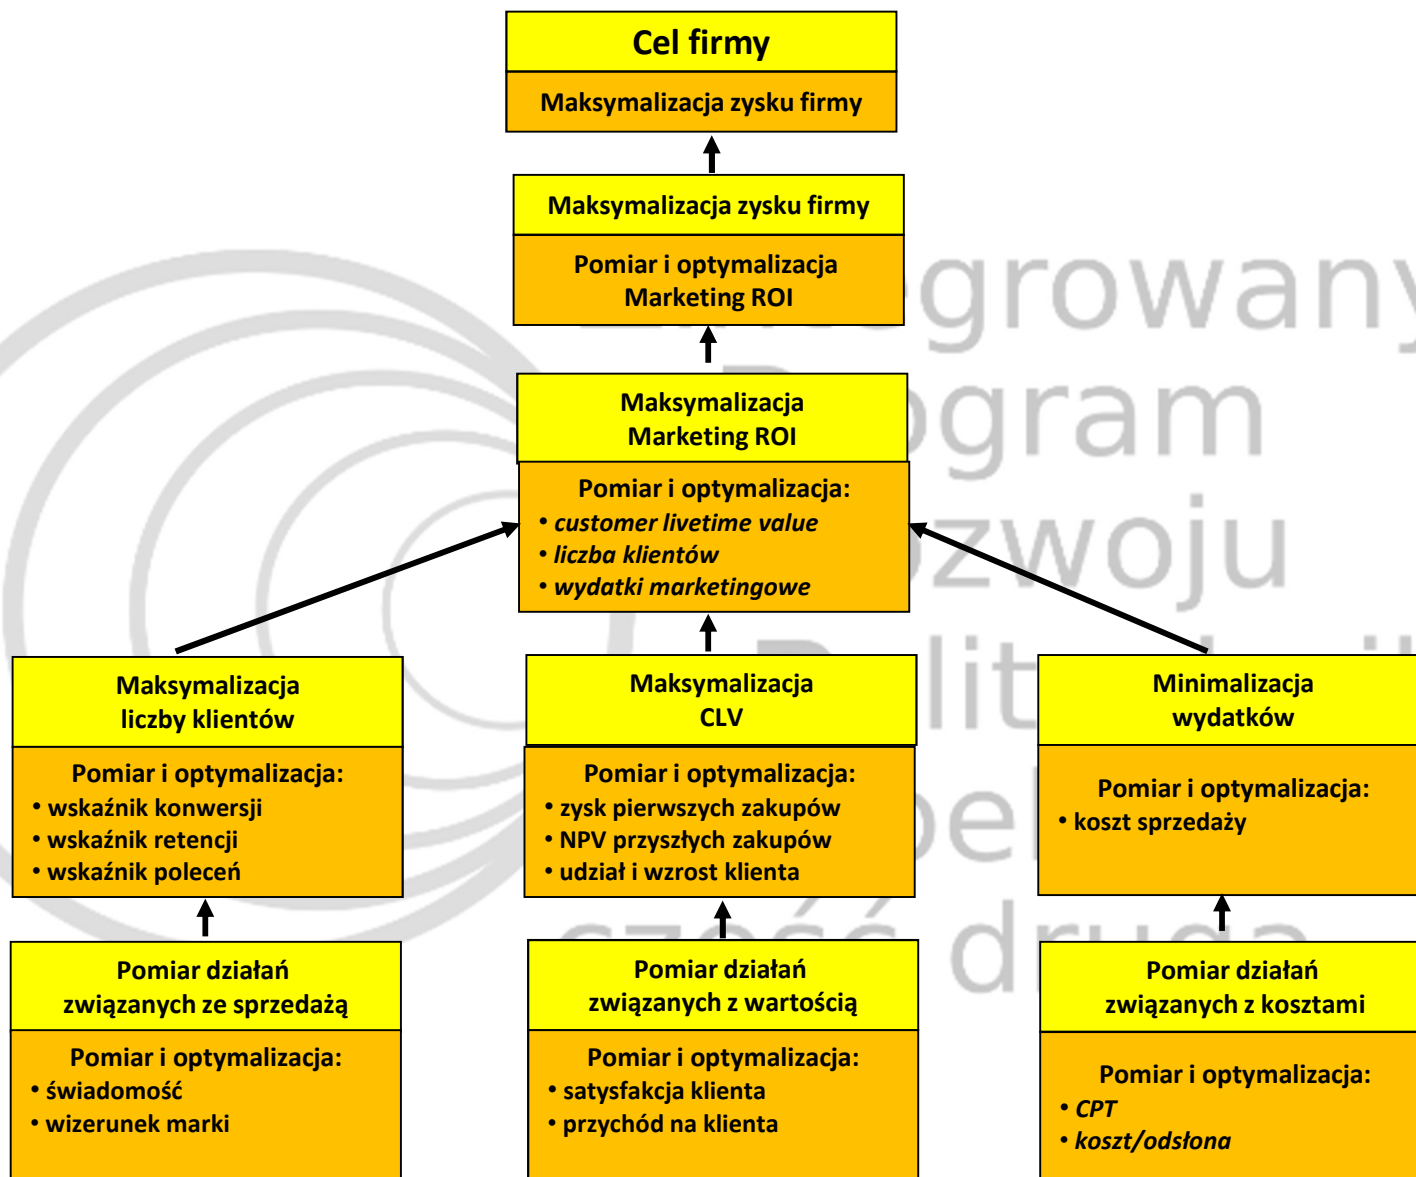 Cel firmy
Maksymalizacja zysku firmy
Maksymalizacja zysku firmy
Pomiar i optymalizacja
Marketing ROI
Maksymalizacja
Marketing ROI
Pomiar i optymalizacja:
• customer livetime value
• liczba klientów
• wydatki marketingowe
Maksymalizacja
liczby klientów
Pomiar i optymalizacja:
• wskaźnik konwersji
• wskaźnik retencji
• wskaźnik poleceń
Maksymalizacja
CLV
Pomiar i optymalizacja:
• zysk pierwszych zakupów
• NPV przyszłych zakupów
• udział i wzrost klienta
Minimalizacja
wydatków
Pomiar i optymalizacja:
• koszt sprzedaży
Pomiar działań
związanych ze sprzedażą
Pomiar i optymalizacja:
• świadomość
• wizerunek marki
Pomiar działań
związanych z wartością
Pomiar i optymalizacja:
• satysfakcja klienta
• przychód na klienta
Pomiar działań
związanych z kosztami
Pomiar i optymalizacja:
• CPT
• koszt/odsłona